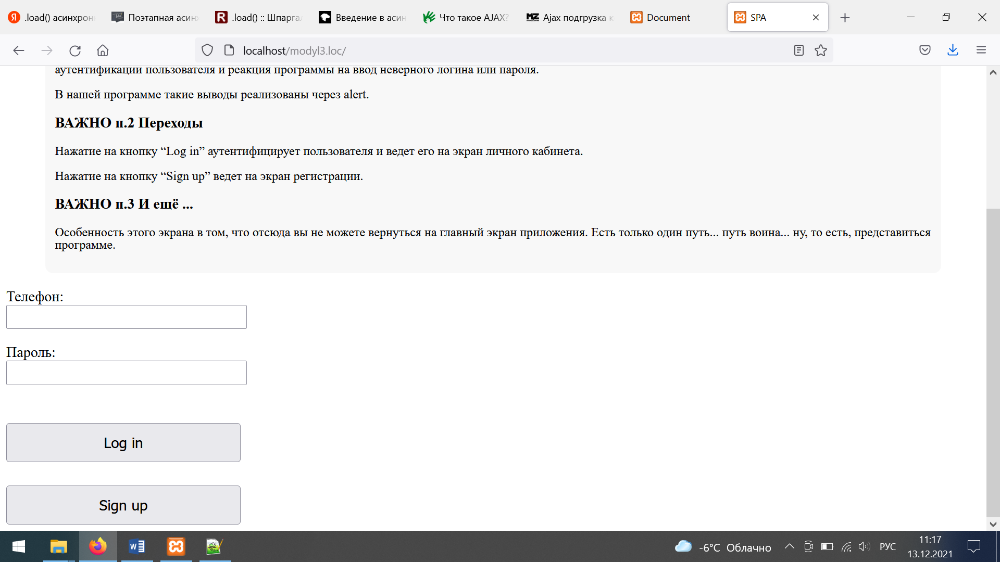 .load() асинхрон
Поэтапная асин
.load() :: Шпарга
Введение в асин
Что такое AJAX?
Ajax подгрузка к
Document
SPA
localhost/modyl3.loc/
аутентификации пользователя и реакция программы на ввод неверного логина или пароля.
В нашей программе такие выводы реализованы через alert.
ВАЖНО п.2 Переходы
Нажатие на кнопку “Log in” аутентифицирует пользователя и ведет его на экран личного кабинета.
Нажатие на кнопку “Sign up” ведет на экран регистрации.
ВАЖНО п.3 И ещё ...
Особенность этого экрана в том, что отсюда вы не можете вернуться на главный экран приложения. Есть только один путь... путь воина... ну, то есть, представиться
программе.
Телефон:
Пароль:
Log in
Sign up
-6°C Облачно
РУС
11:17
13.12.2021